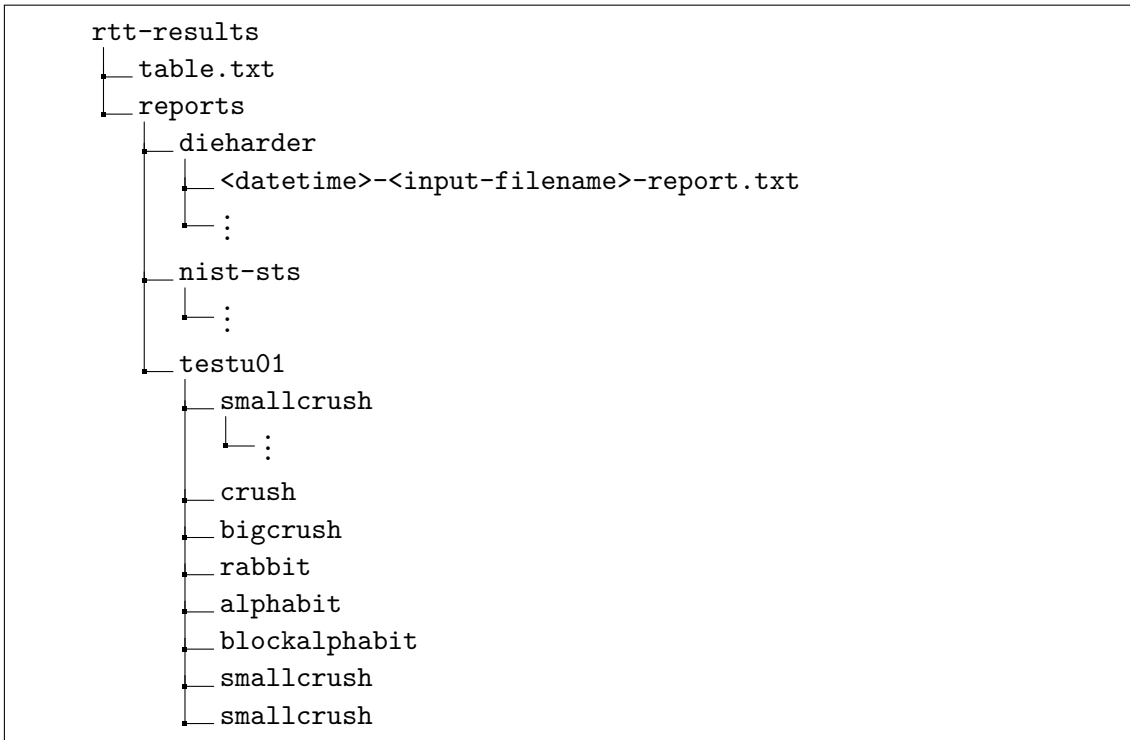 rtt-results
table.txt
reports
dieharder
<datetime>-<input-filename>-report.txt
⋮
nist-sts
⋮
testu01
smallcrush
⋮
crush
bigcrush
rabbit
alphabit
blockalphabit
smallcrush
smallcrush